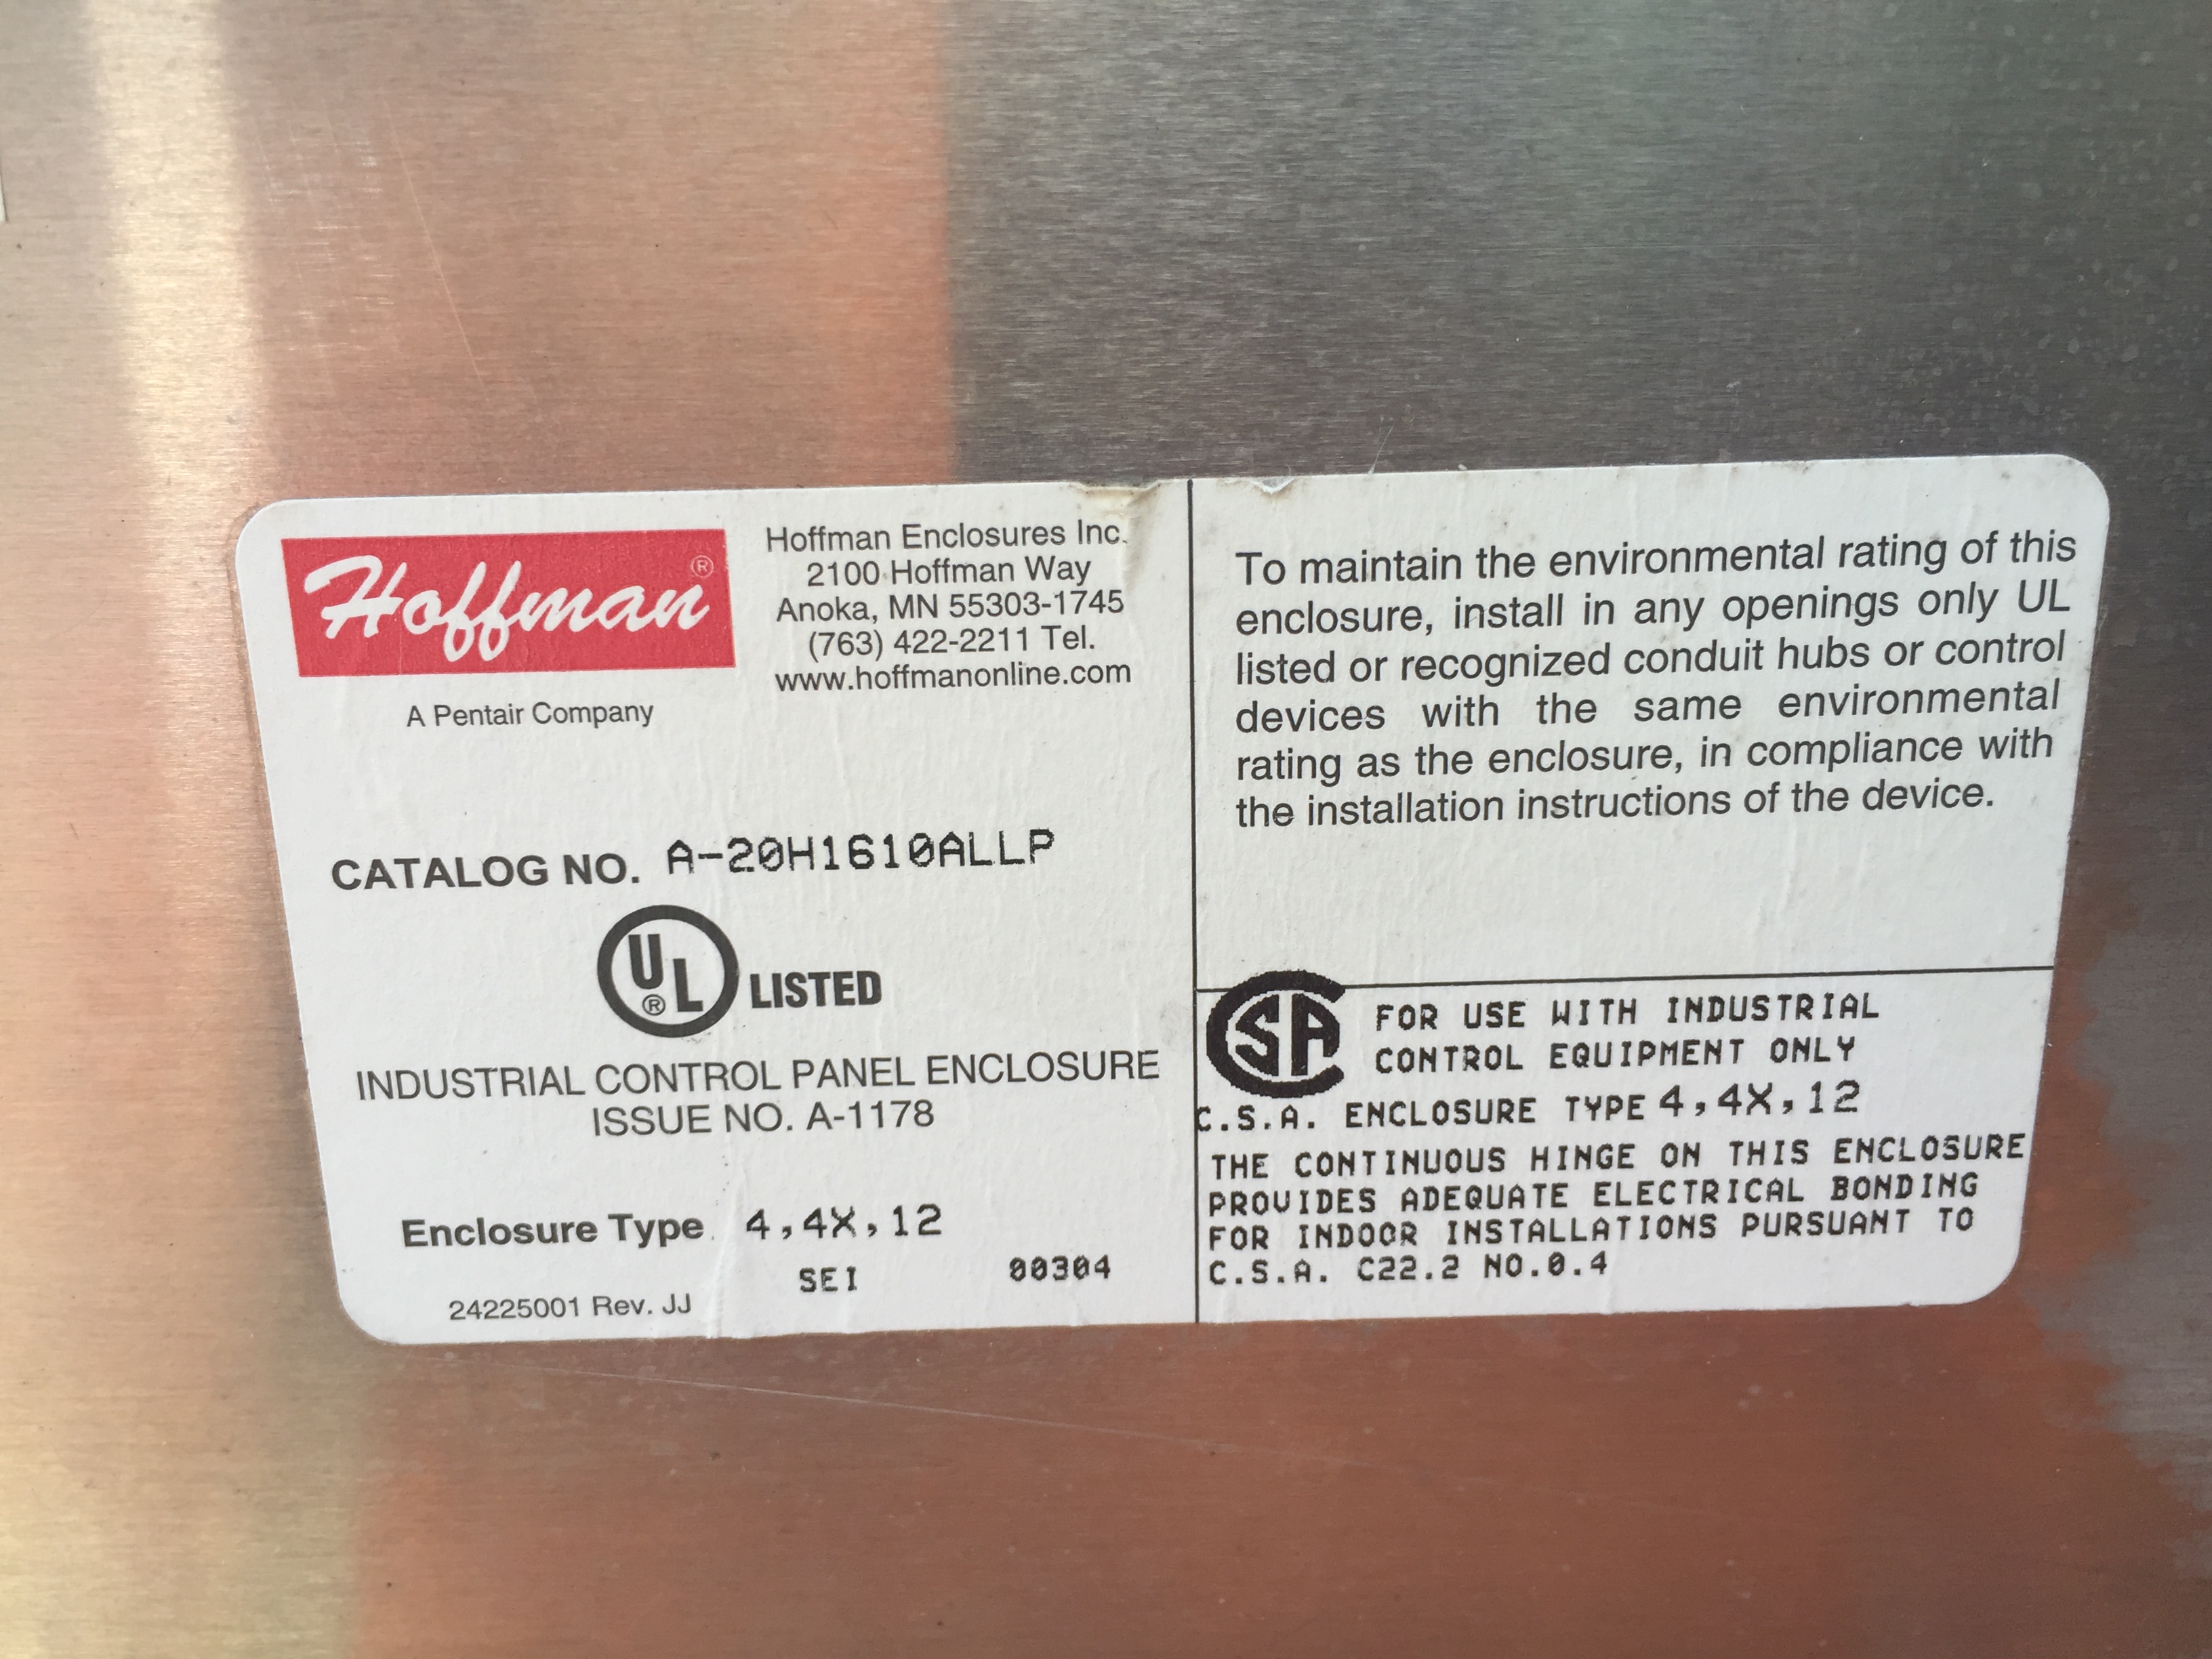 Hoffman®
A Pentair Company
Hoffman Enclosures Inc.
2100 Hoffman Way
Anoka, MN 55303-1745
(763) 422-2211 Tel.
www.hoffmanonline.com
CATALOG NO. A-20H1610ALLP
UL® LISTED
INDUSTRIAL CONTROL PANEL ENCLOSURE
ISSUE NO. A-1178
Enclosure Type 4,4X,12
SEI 00304
24225001 Rev. JJ
To maintain the environmental rating of this
enclosure, install in any openings only UL
listed or recognized conduit hubs or control
devices with the same environmental
rating as the enclosure, in compliance with
the installation instructions of the device.
CSA FOR USE WITH INDUSTRIAL
CONTROL EQUIPMENT ONLY
C.S.A. ENCLOSURE TYPE 4,4X,12
THE CONTINUOUS HINGE ON THIS ENCLOSURE
PROVIDES ADEQUATE ELECTRICAL BONDING
FOR INDOOR INSTALLATIONS PURSUANT TO
C.S.A. C22.2 NO.0.4